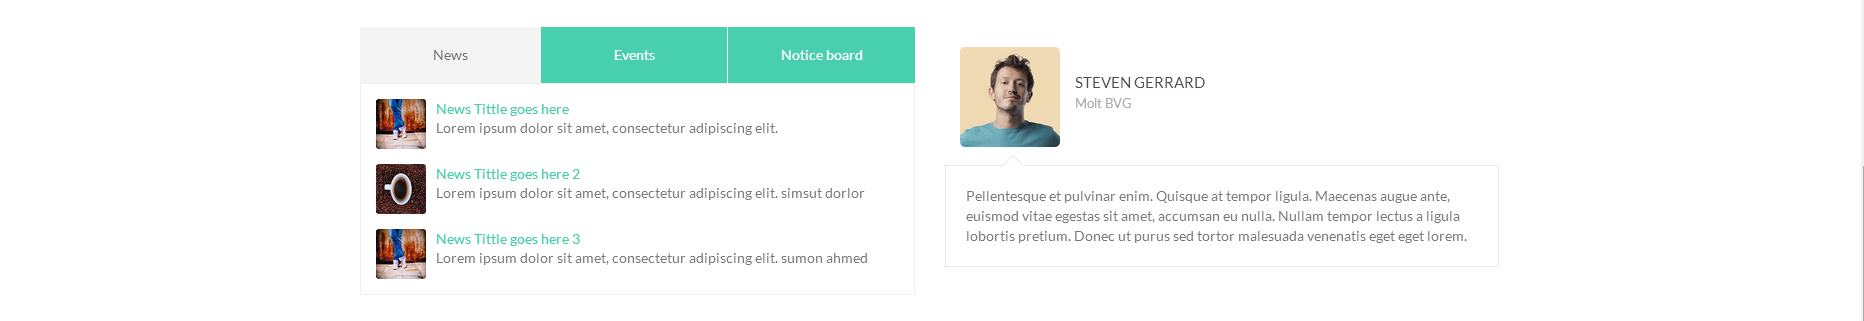 News
Events
Notice board
News Tittle goes here
Lorem ipsum dolor sit amet, consectetur adipiscing elit.
News Tittle goes here 2
Lorem ipsum dolor sit amet, consectetur adipiscing elit. simsut dorlor
News Tittle goes here 3
Lorem ipsum dolor sit amet, consectetur adipiscing elit. sumon ahmed
STEVEN GERRARD
Molt BVG
Pellentesque et pulvinar enim. Quisque at tempor ligula. Maecenas augue ante,
euismod vitae egestas sit amet, accumsan eu nulla. Nullam tempor lectus a ligula
lobortis pretium. Donec ut purus sed tortor malesuada venenatis eget eget lorem.